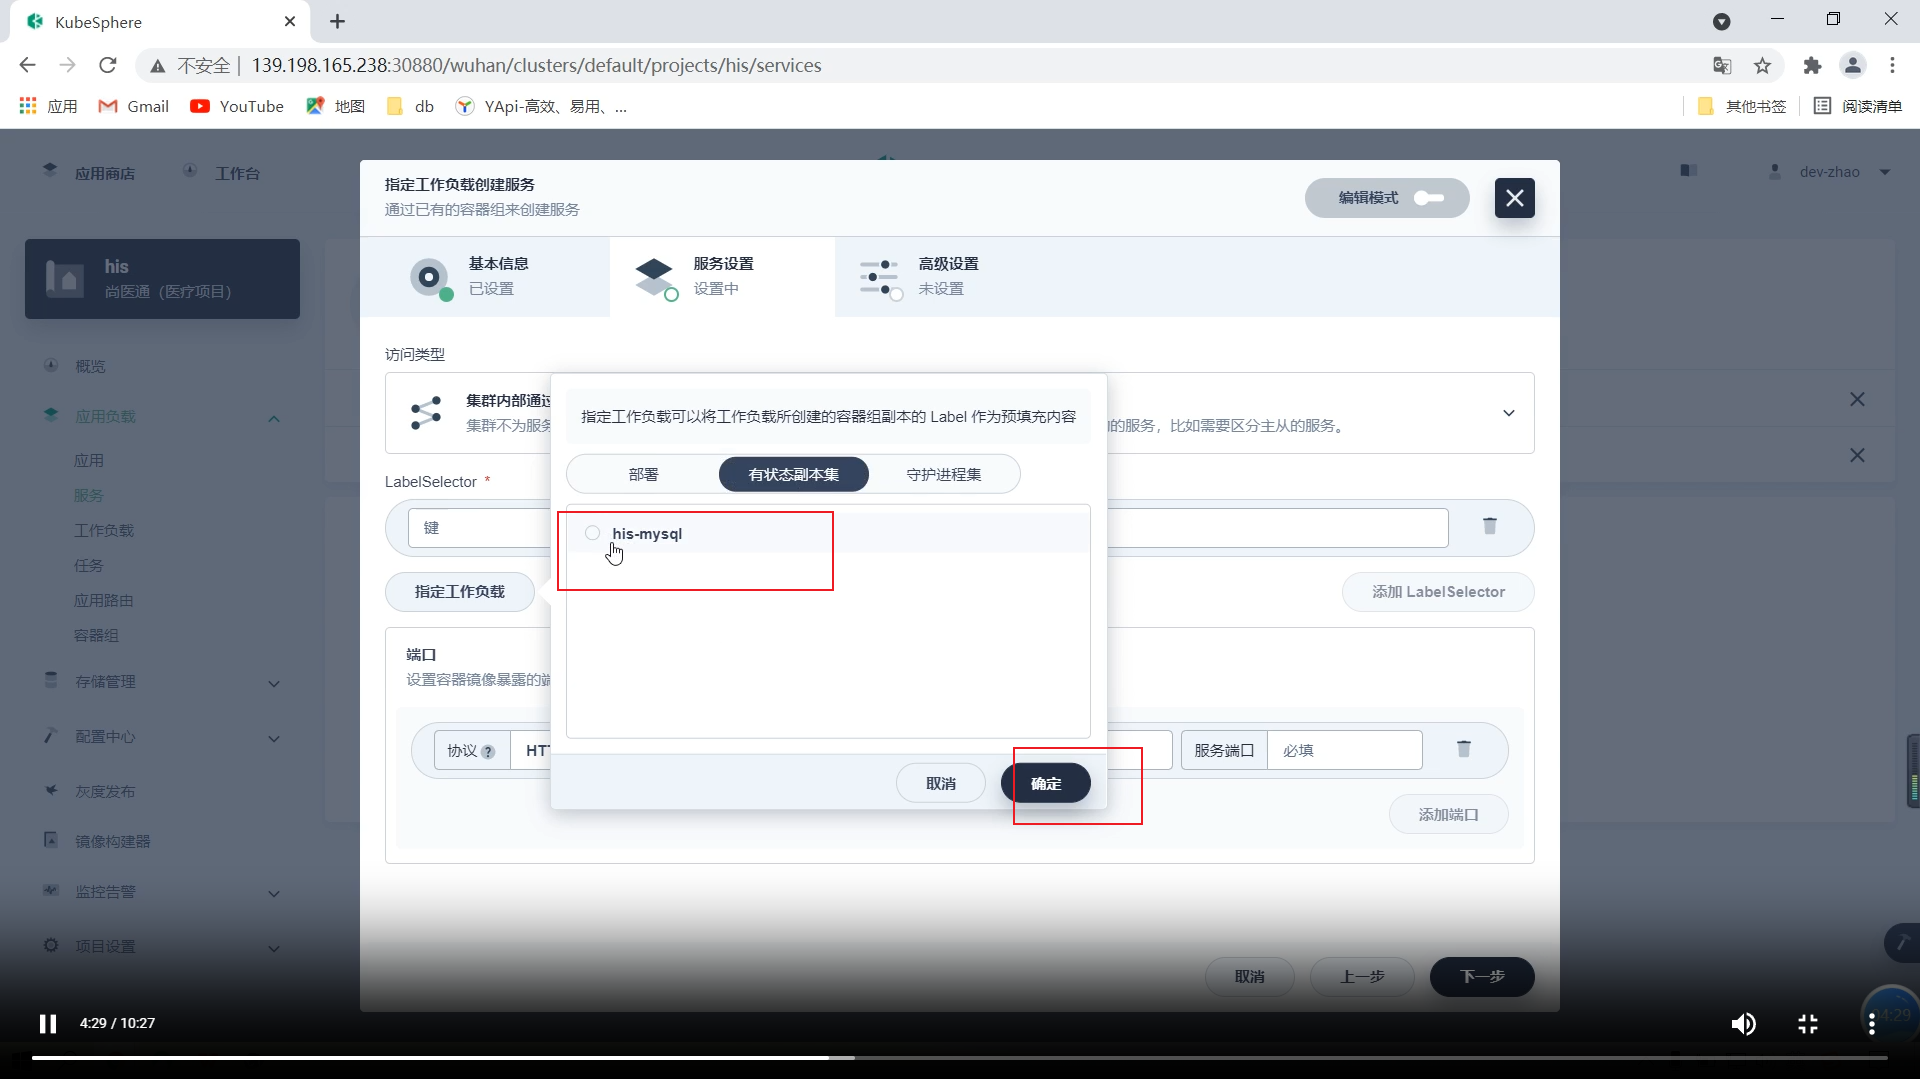 KubeSphere
不安全 139.198.165.238:30880/wuhan/clusters/default/projects/his/services
应用 Gmail YouTube 地图 db YApi-高效、易用、... 其他书签 阅读清单
应用商店 工作台 dev-zhao
指定工作负载创建服务
通过已有的容器组来创建服务
编辑模式
his
尚医通（医疗项目）
基本信息
已设置
服务设置
设置中
高级设置
未设置
概览
应用负载
应用
服务
工作负载
任务
应用路由
容器组
存储管理
配置中心
灰度发布
镜像构建器
监控告警
项目设置
访问类型
集群内部通过
集群不为服务
的服务，比如需要区分主从的服务。
指定工作负载可以将工作负载所创建的容器组副本的 Label 作为预填充内容
部署 有状态副本集 守护进程集
LabelSelector *
键
his-mysql
指定工作负载
添加 LabelSelector
端口
设置容器镜像暴露的
协议 ? HT
服务端口 必填
取消 确定
添加端口
取消 上一步 下一步
4:29 / 10:27
04:29